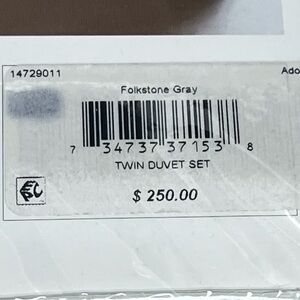 14729011
Ado
Folkstone Gray
7 34737 37153 8
TWIN DUVET SET
$ 250.00